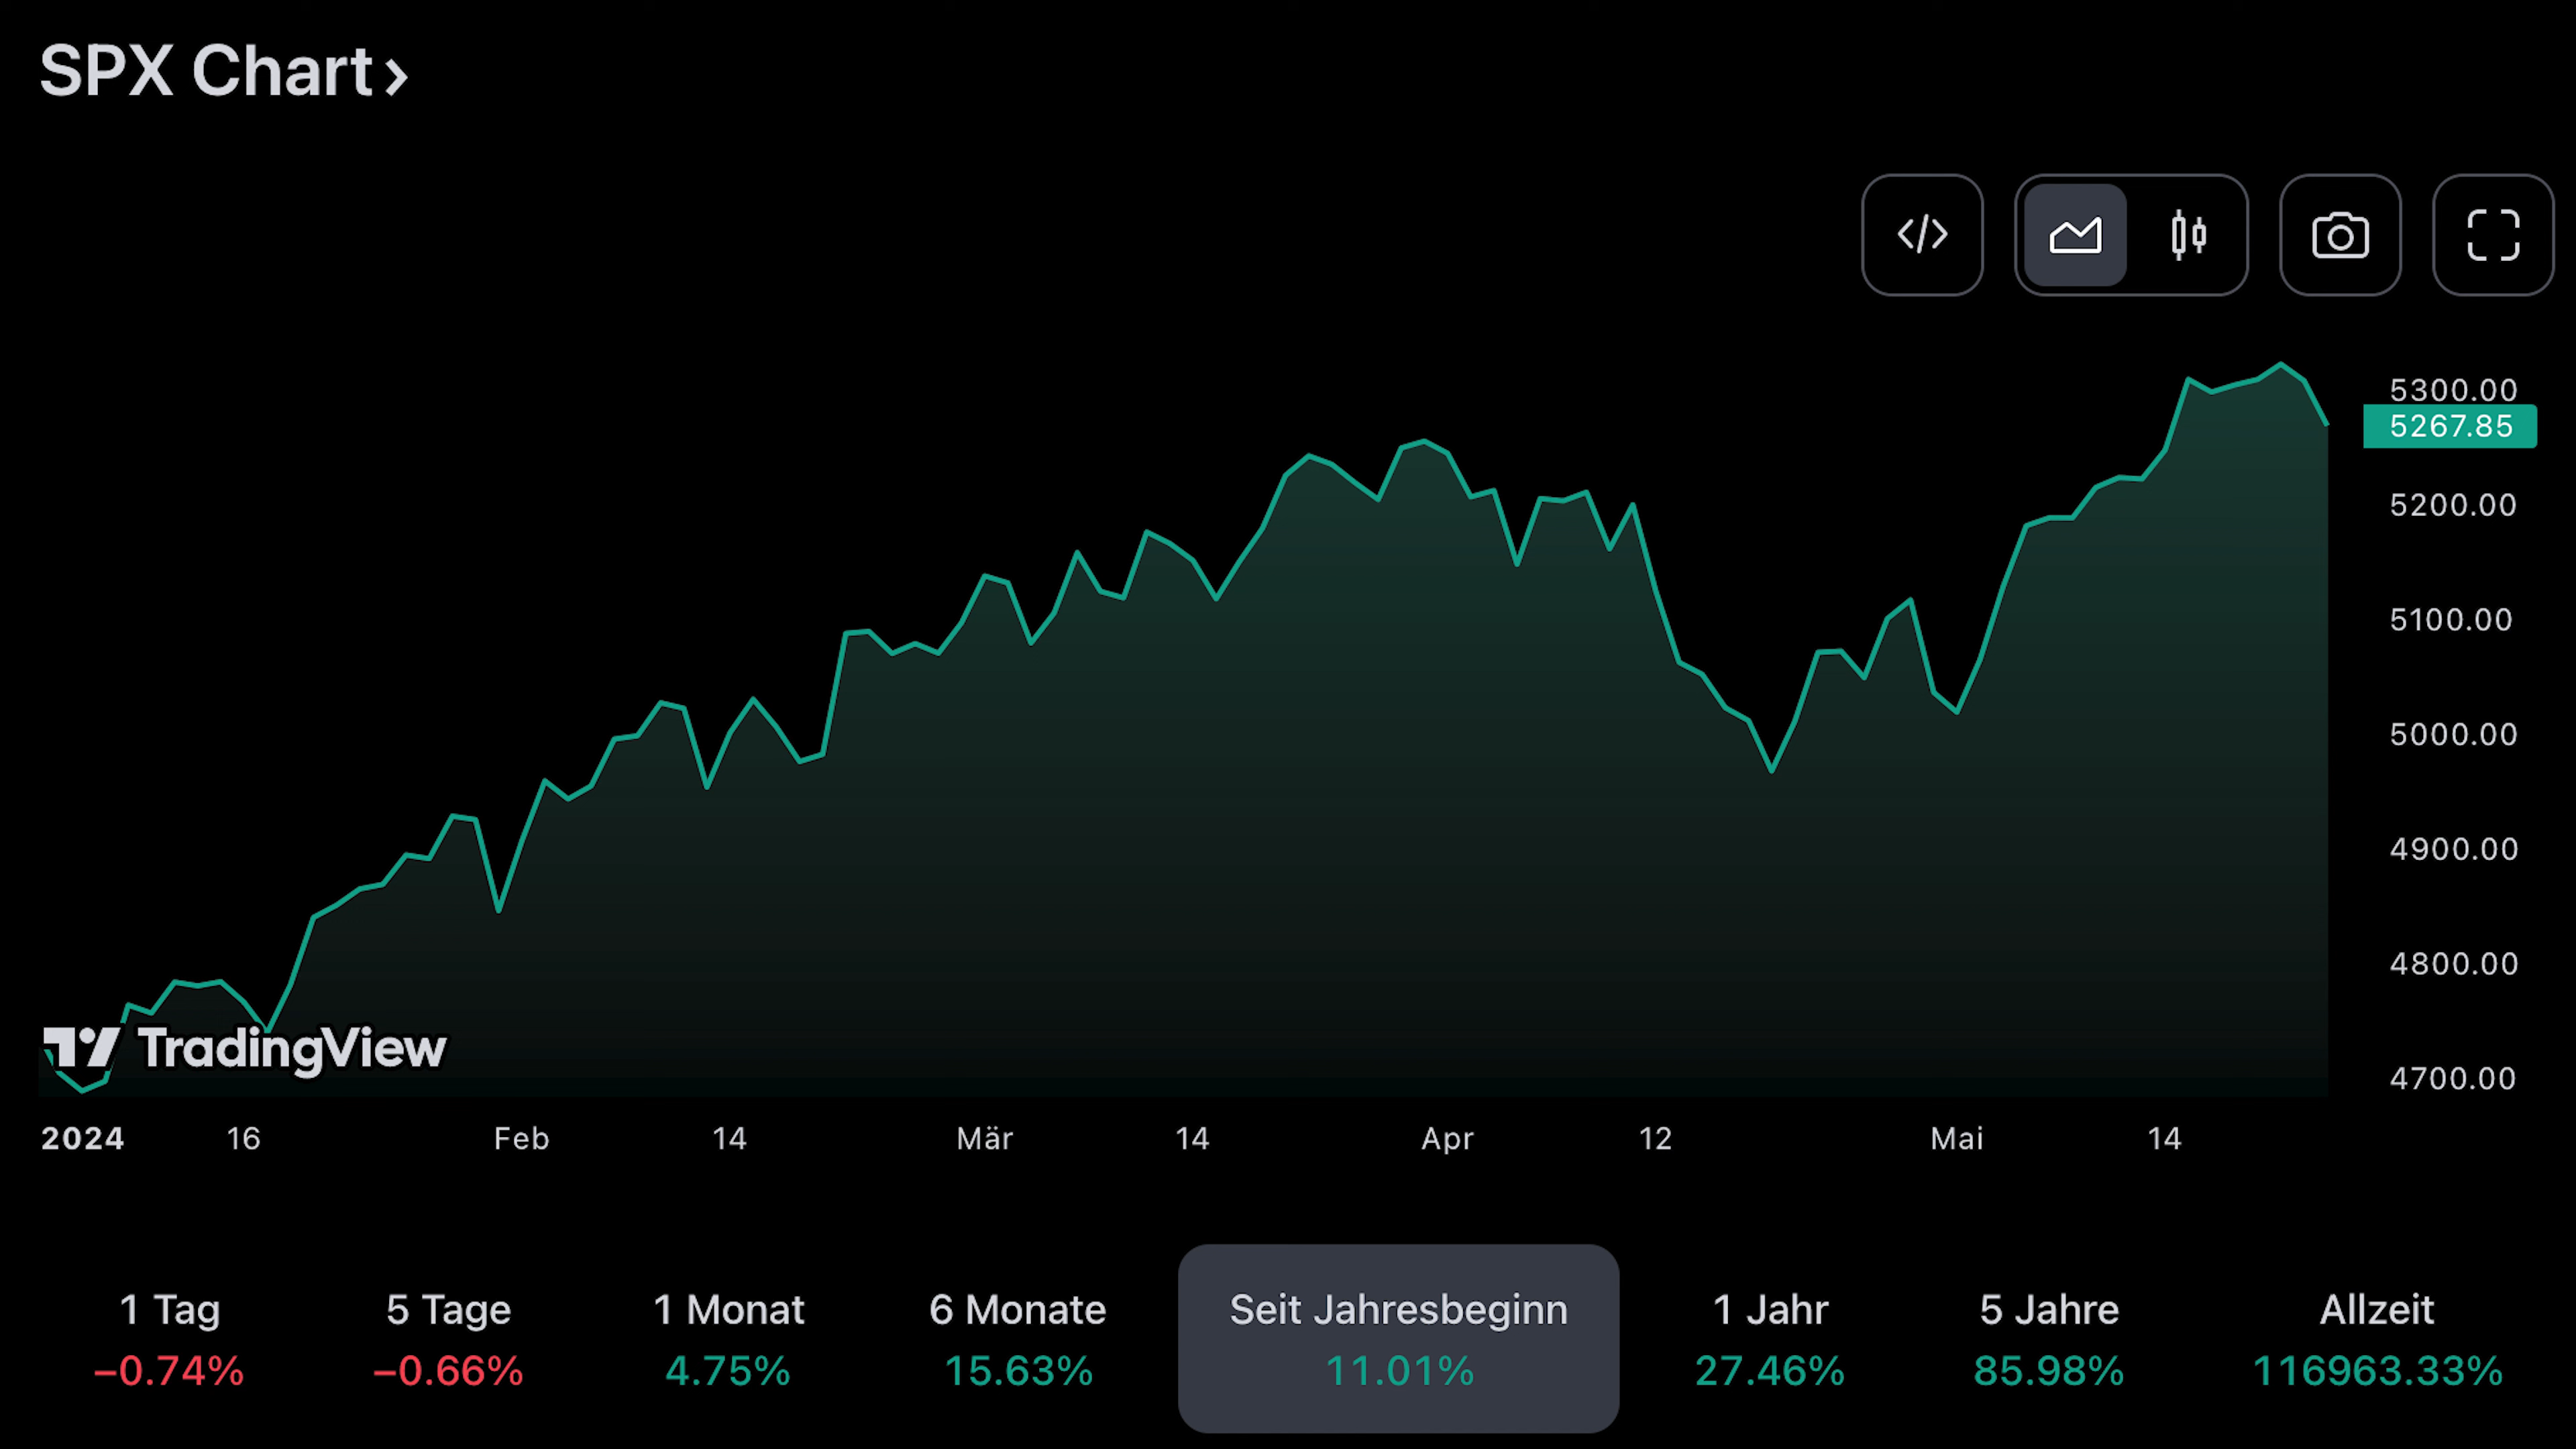 SPX Chart
5300.00
5267.85
5200.00
5100.00
5000.00
4900.00
4800.00
4700.00
TradingView
2024 16 Feb 14 Mär 14 Apr 12 Mai 14
1 Tag 5 Tage 1 Monat 6 Monate Seit Jahresbeginn 1 Jahr 5 Jahre Allzeit
−0.74% −0.66% 4.75% 15.63% 11.01% 27.46% 85.98% 116963.33%